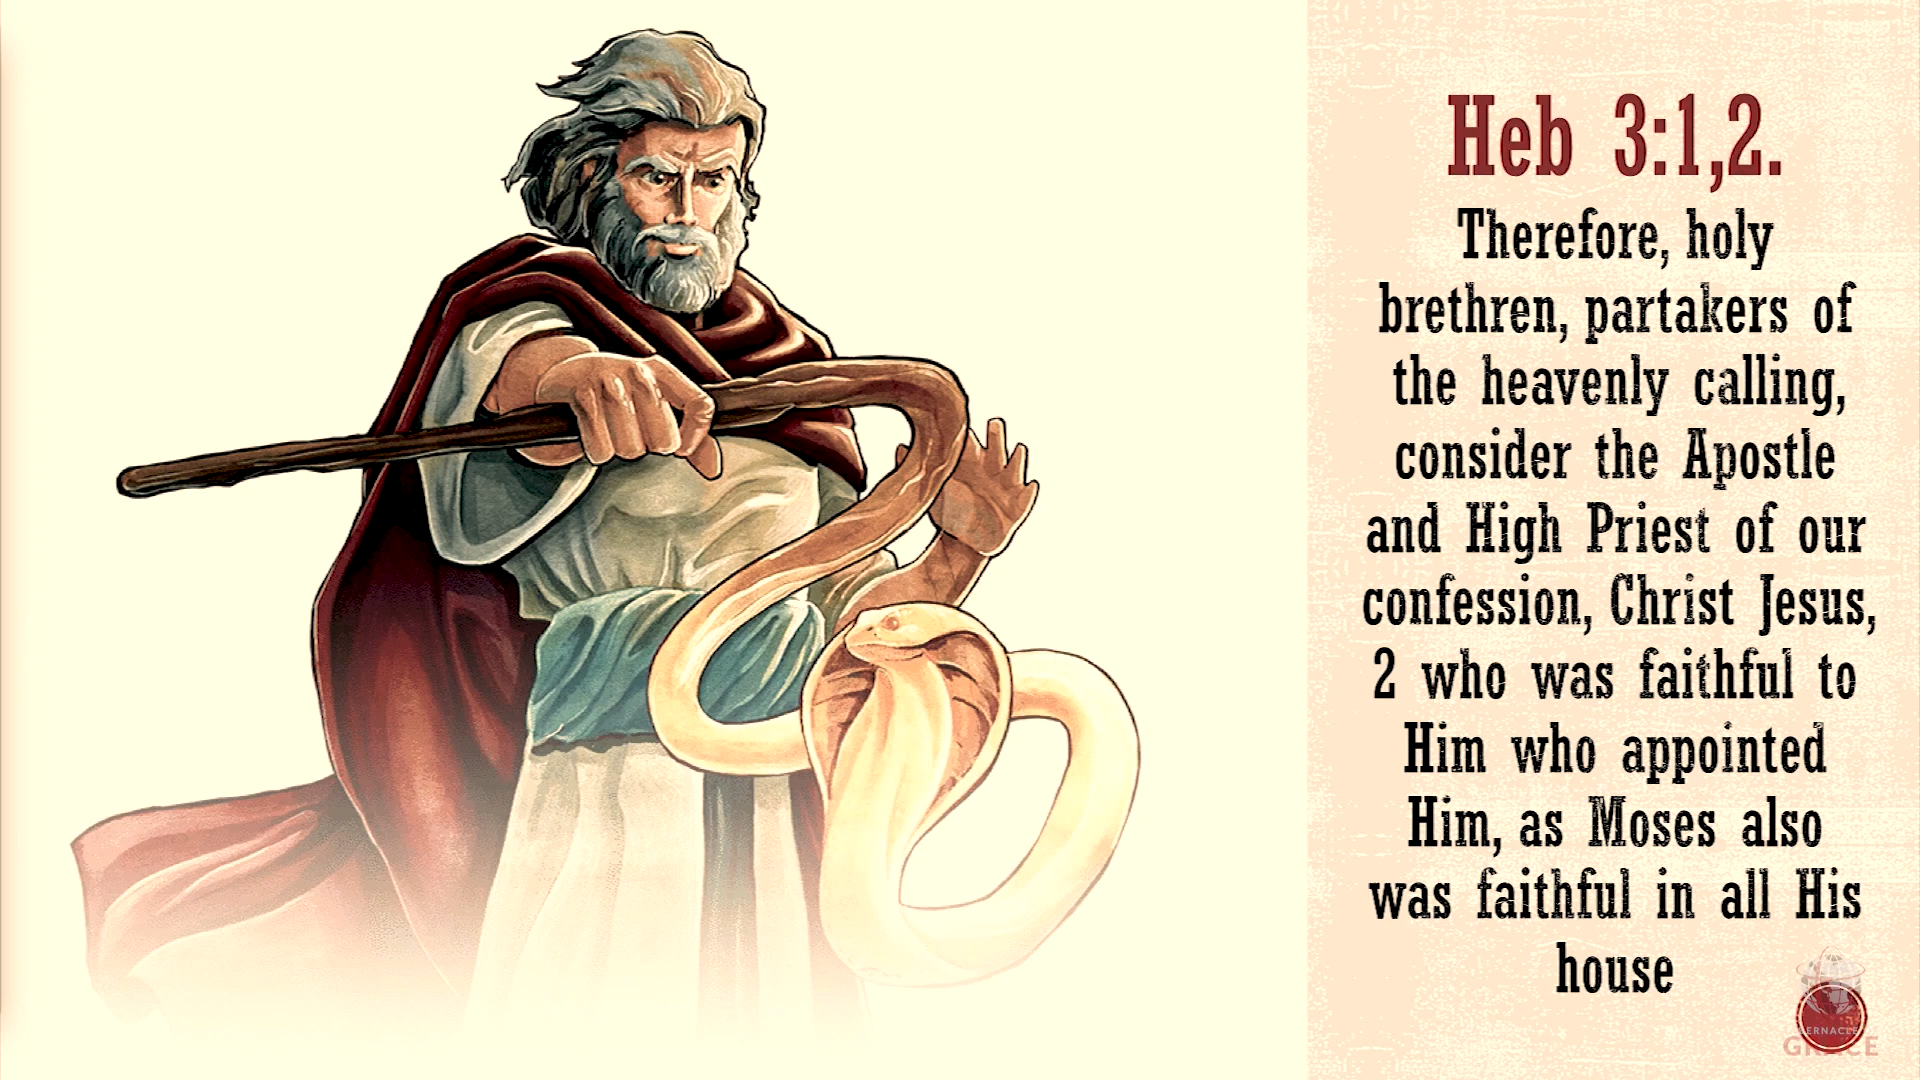 Heb 3:1,2.
Therefore, holy
brethren, partakers of
the heavenly calling,
consider the Apostle
and High Priest of our
confession, Christ Jesus,
2 who was faithful to
Him who appointed
Him, as Moses also
was faithful in all His
house
GRACE